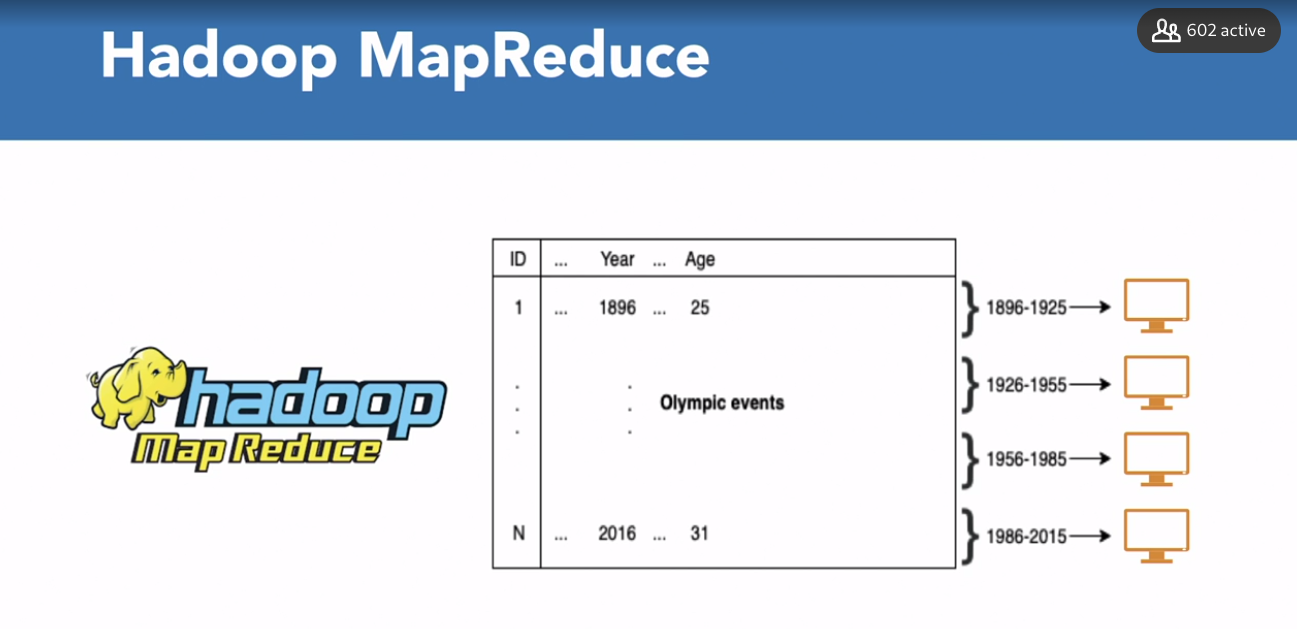 Hadoop MapReduce
602 active
ID ... Year ... Age
1 ... 1896 ... 25
Olympic events
N ... 2016 ... 31
1896-1925
1926-1955
1956-1985
1986-2015
hadoop
Map Reduce